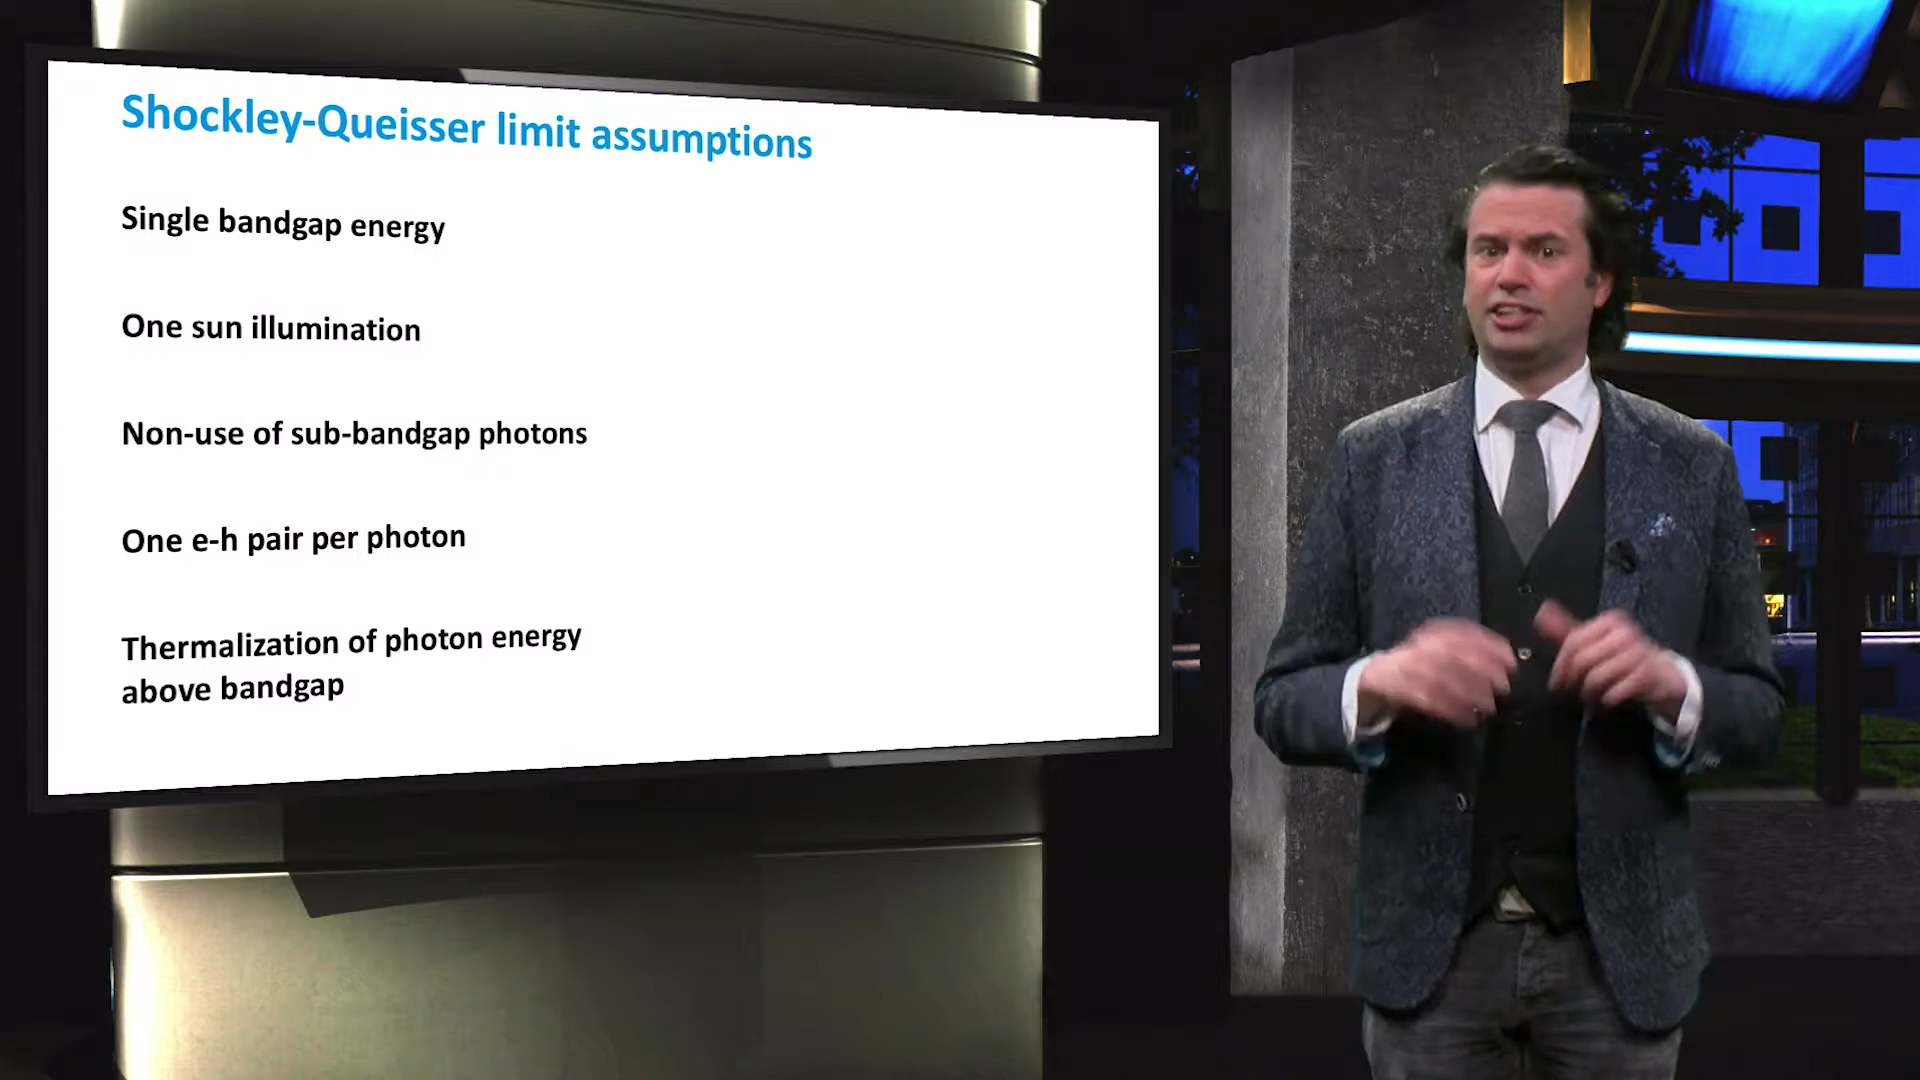 Shockley-Queisser limit assumptions
Single bandgap energy
One sun illumination
Non-use of sub-bandgap photons
One e-h pair per photon
Thermalization of photon energy
above bandgap